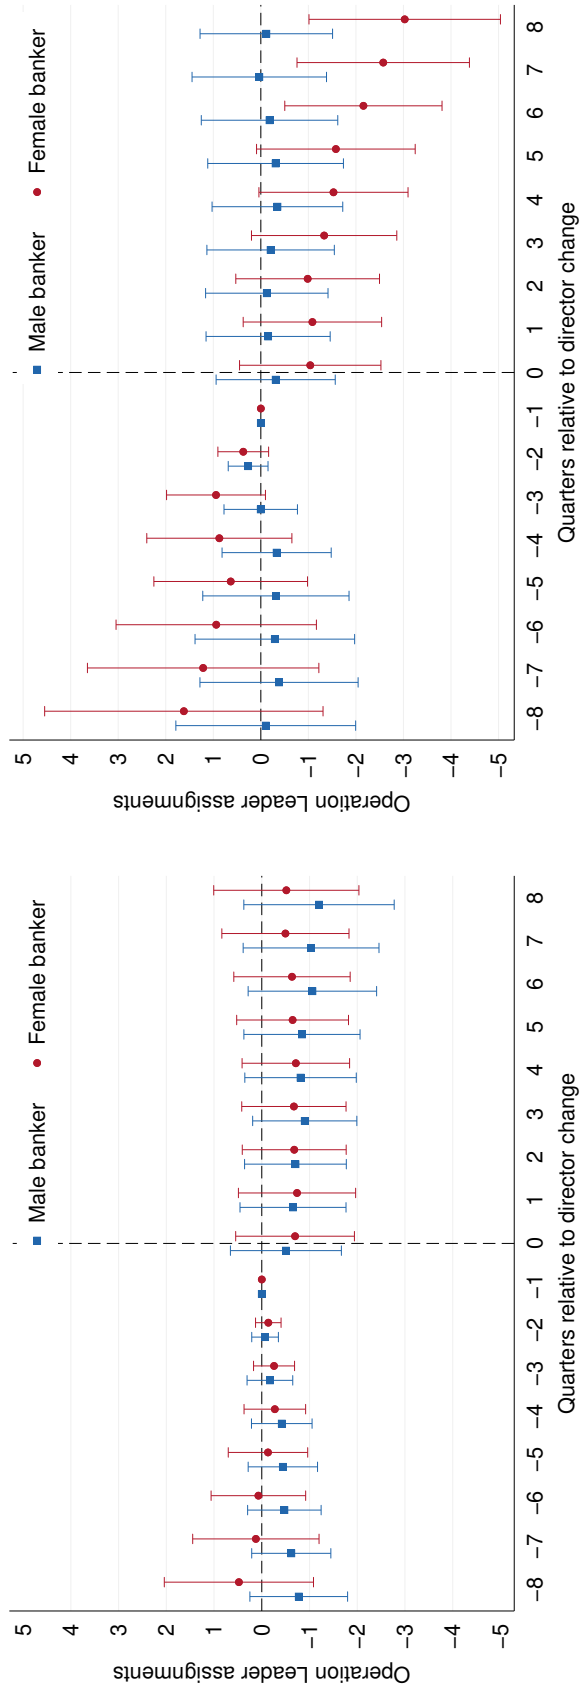 Male banker Female banker
Operation Leader assignments
5
4
3
2
1
0
−1
−2
−3
−4
−5
−8 −7 −6 −5 −4 −3 −2 −1 0 1 2 3 4 5 6 7 8
Quarters relative to director change
Male banker Female banker
Operation Leader assignments
5
4
3
2
1
0
−1
−2
−3
−4
−5
−8 −7 −6 −5 −4 −3 −2 −1 0 1 2 3 4 5 6 7 8
Quarters relative to director change